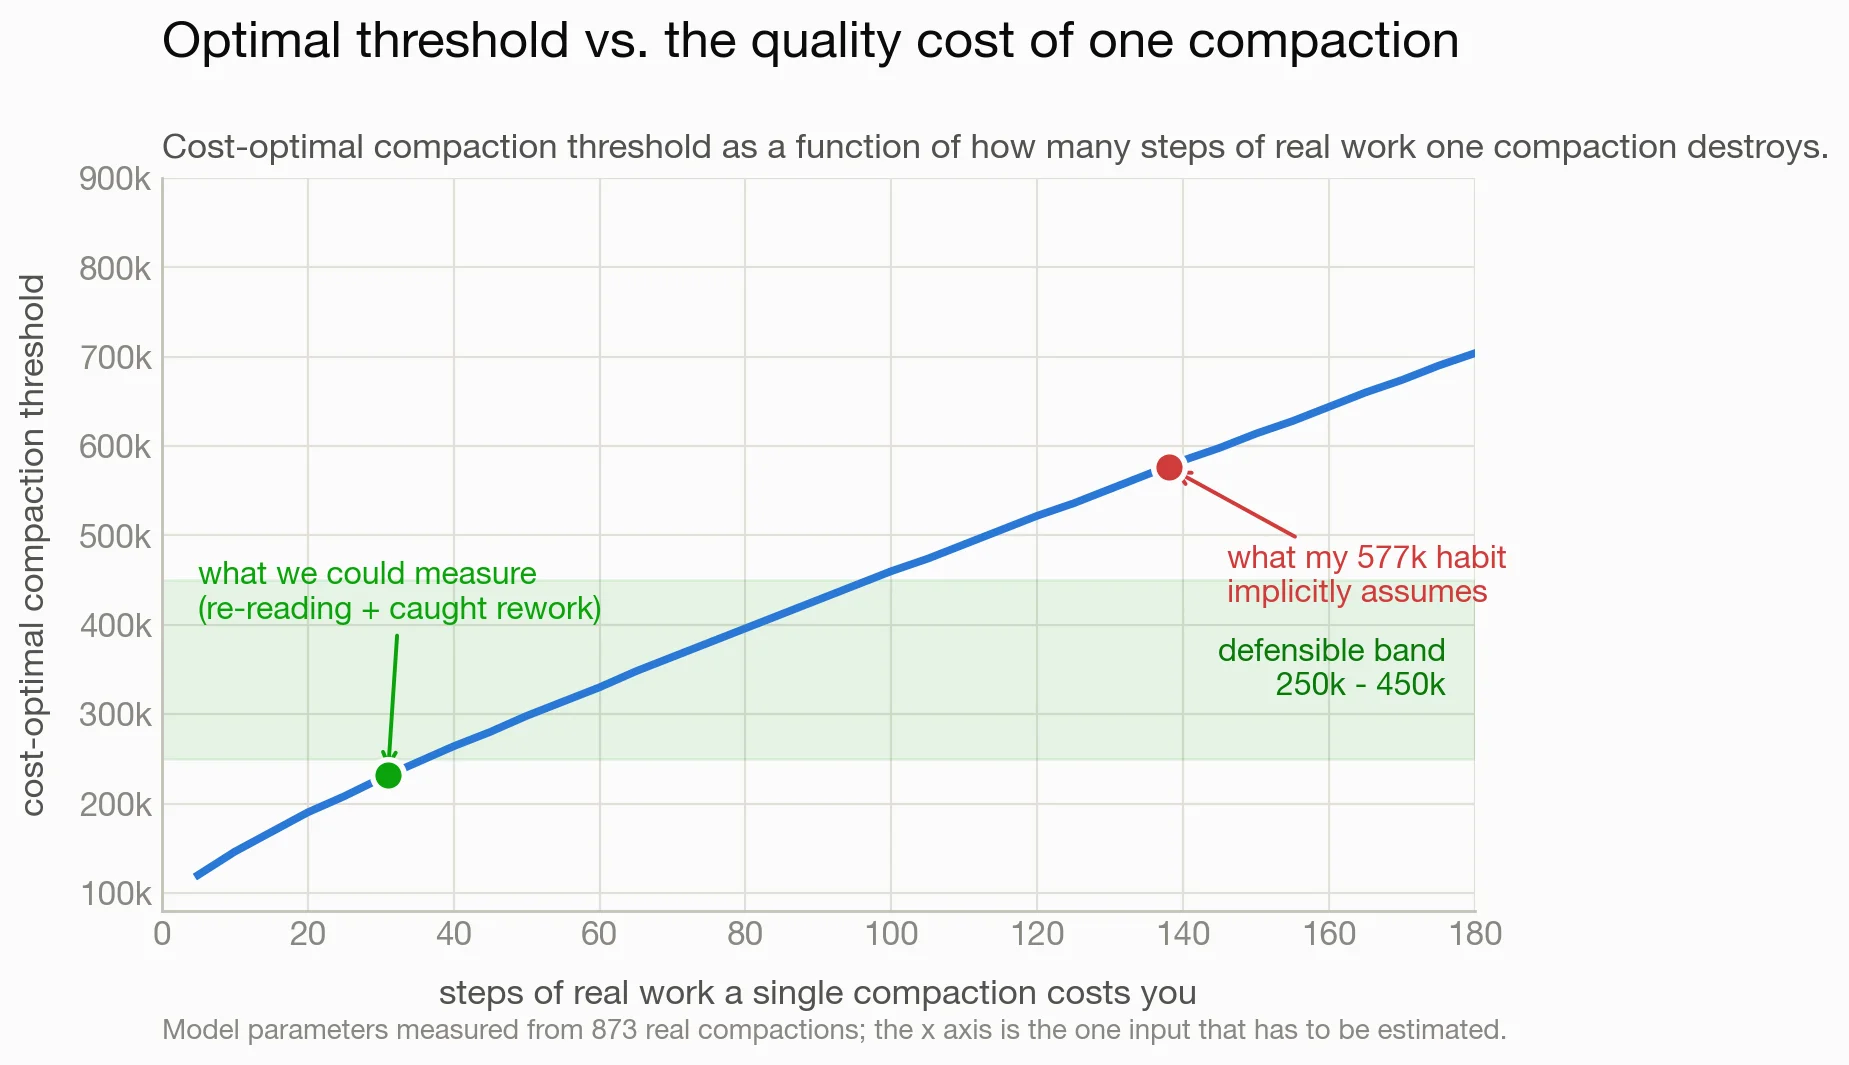 Optimal threshold vs. the quality cost of one compaction
Cost-optimal compaction threshold as a function of how many steps of real work one compaction destroys.
cost-optimal compaction threshold
900k
800k
700k
600k
500k
400k
300k
200k
100k
what we could measure
(re-reading + caught rework)
what my 577k habit
implicitly assumes
defensible band
250k - 450k
0 20 40 60 80 100 120 140 160 180
steps of real work a single compaction costs you
Model parameters measured from 873 real compactions; the x axis is the one input that has to be estimated.